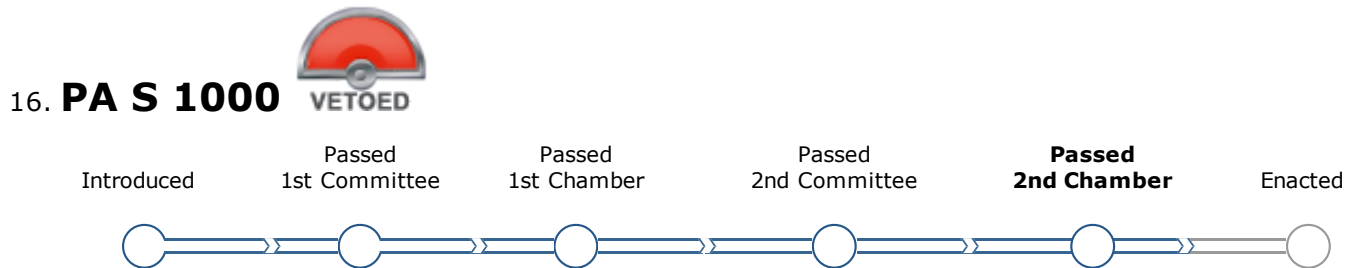 16. PA S 1000 VETOED
Introduced Passed 1st Committee Passed 1st Chamber Passed 2nd Committee Passed 2nd Chamber Enacted